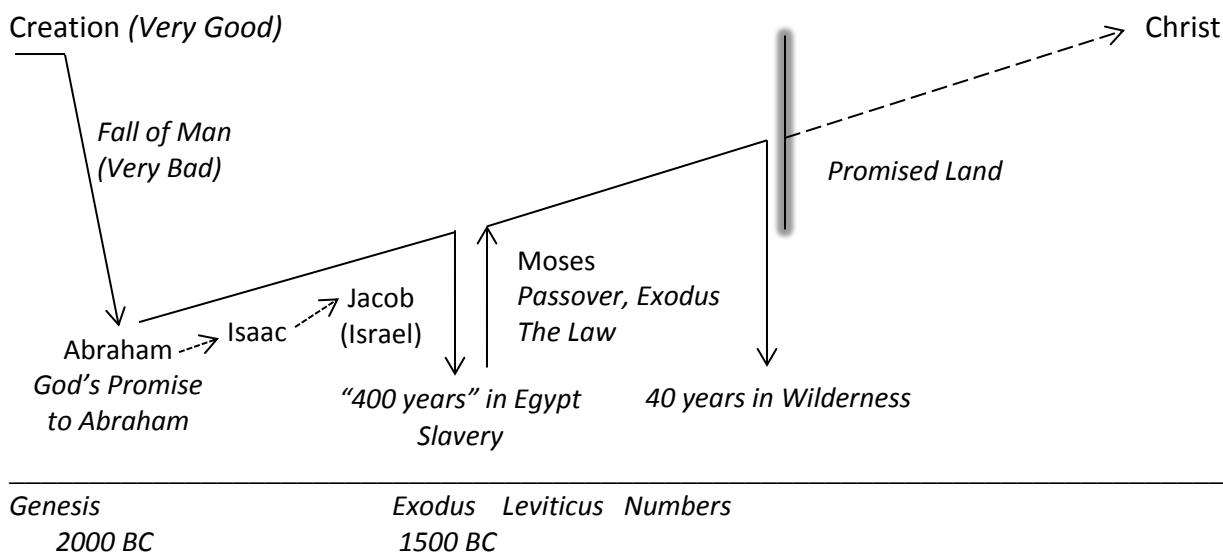 Creation (Very Good)
Christ
Fall of Man
(Very Bad)
Promised Land
Moses
Passover, Exodus
The Law
Abraham
God’s Promise
to Abraham
Isaac
Jacob
(Israel)
“400 years” in Egypt
Slavery
40 years in Wilderness
Genesis
Exodus Leviticus Numbers
2000 BC
1500 BC